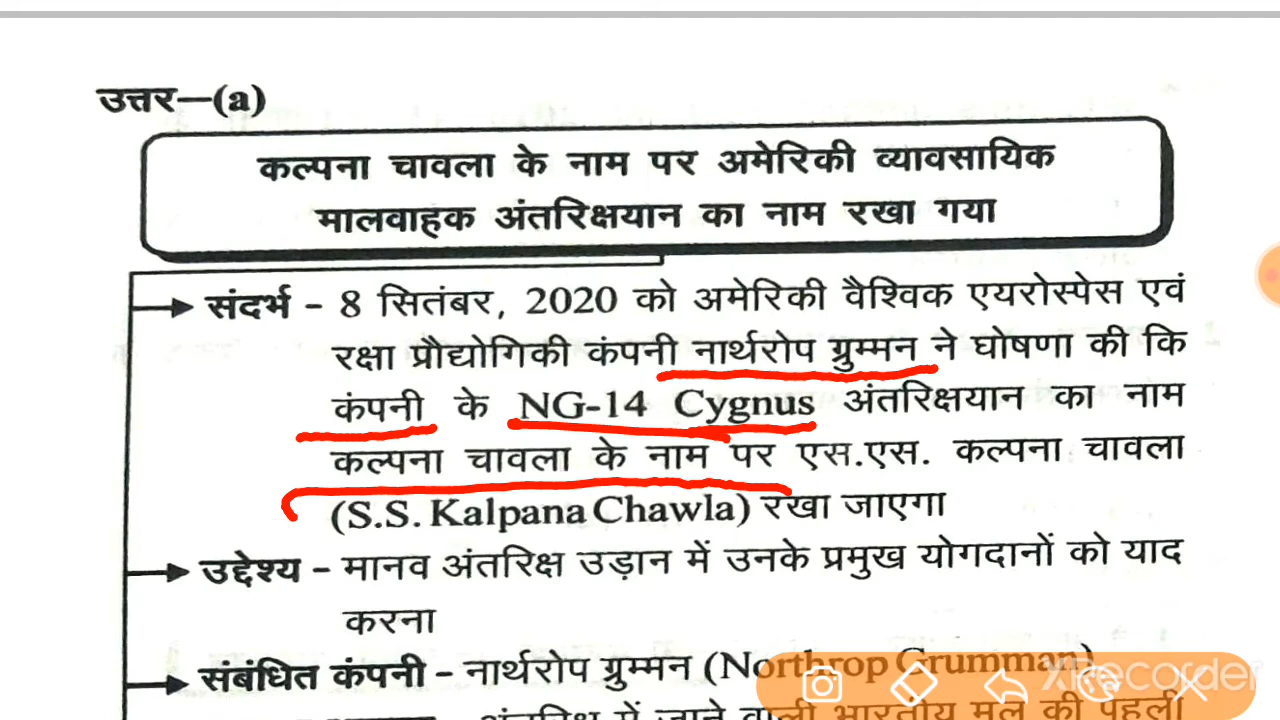 उत्तर—(a)
कल्पना चावला के नाम पर अमेरिकी व्यावसायिक
मालवाहक अंतरिक्षयान का नाम रखा गया
संदर्भ – 8 सितंबर, 2020 को अमेरिकी वैश्विक एयरोस्पेस एवं
रक्षा प्रौद्योगिकी कंपनी नार्थरोप ग्रुम्मन ने घोषणा की कि
कंपनी के NG-14 Cygnus अंतरिक्षयान का नाम
कल्पना चावला के नाम पर एस.एस. कल्पना चावला
(S.S. Kalpana Chawla) रखा जाएगा
उद्देश्य – मानव अंतरिक्ष उड़ान में उनके प्रमुख योगदानों को याद
करना
संबंधित कंपनी – नार्थरोप ग्रुम्मन (Northrop Grumman)
XRecorder
अंतरिक्ष में जाने वाली भारतीय मूल की पहली